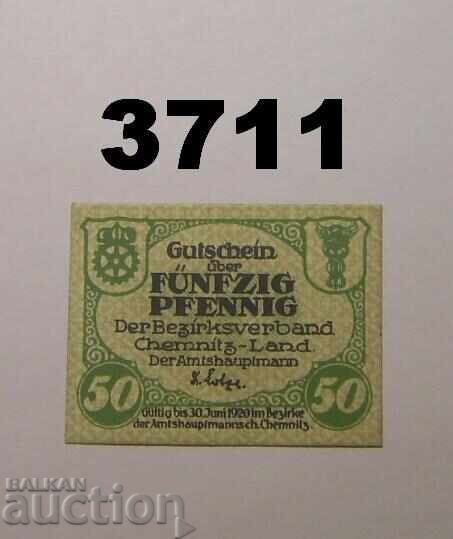 3711
Gutschein
über
FÜNFZIG
PFENNIG
Der Bezirksverband
Chemnitz-Land.
Der Amtshauptmann
50
50
Gültig bis 30. Juni 1920 im Bezirke
der Amtshauptmannsch. Chemnitz.
BALKAN
auction